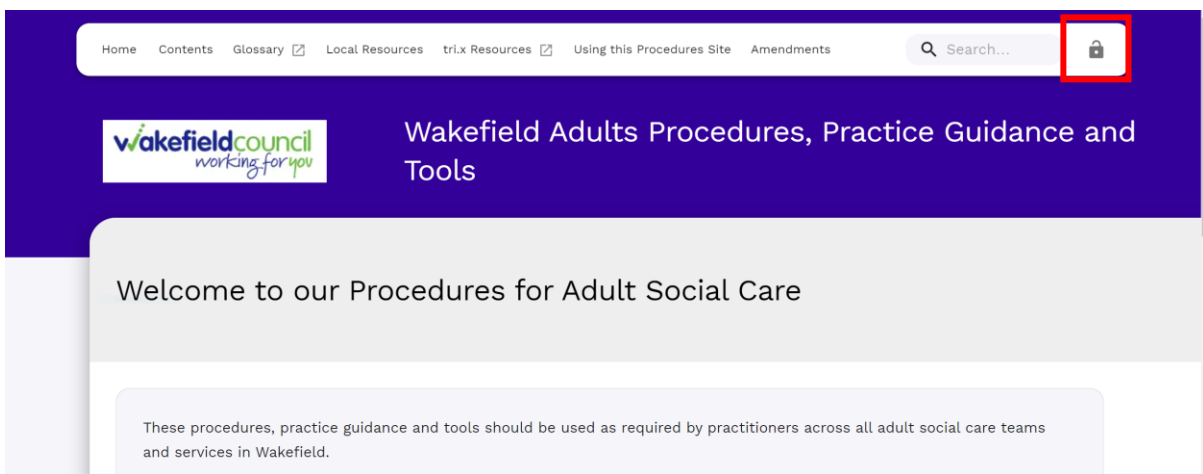 Home Contents Glossary Local Resources tri.x Resources Using this Procedures Site Amendments Search...
wakefieldcouncil
working for you
Wakefield Adults Procedures, Practice Guidance and
Tools
Welcome to our Procedures for Adult Social Care
These procedures, practice guidance and tools should be used as required by practitioners across all adult social care teams
and services in Wakefield.